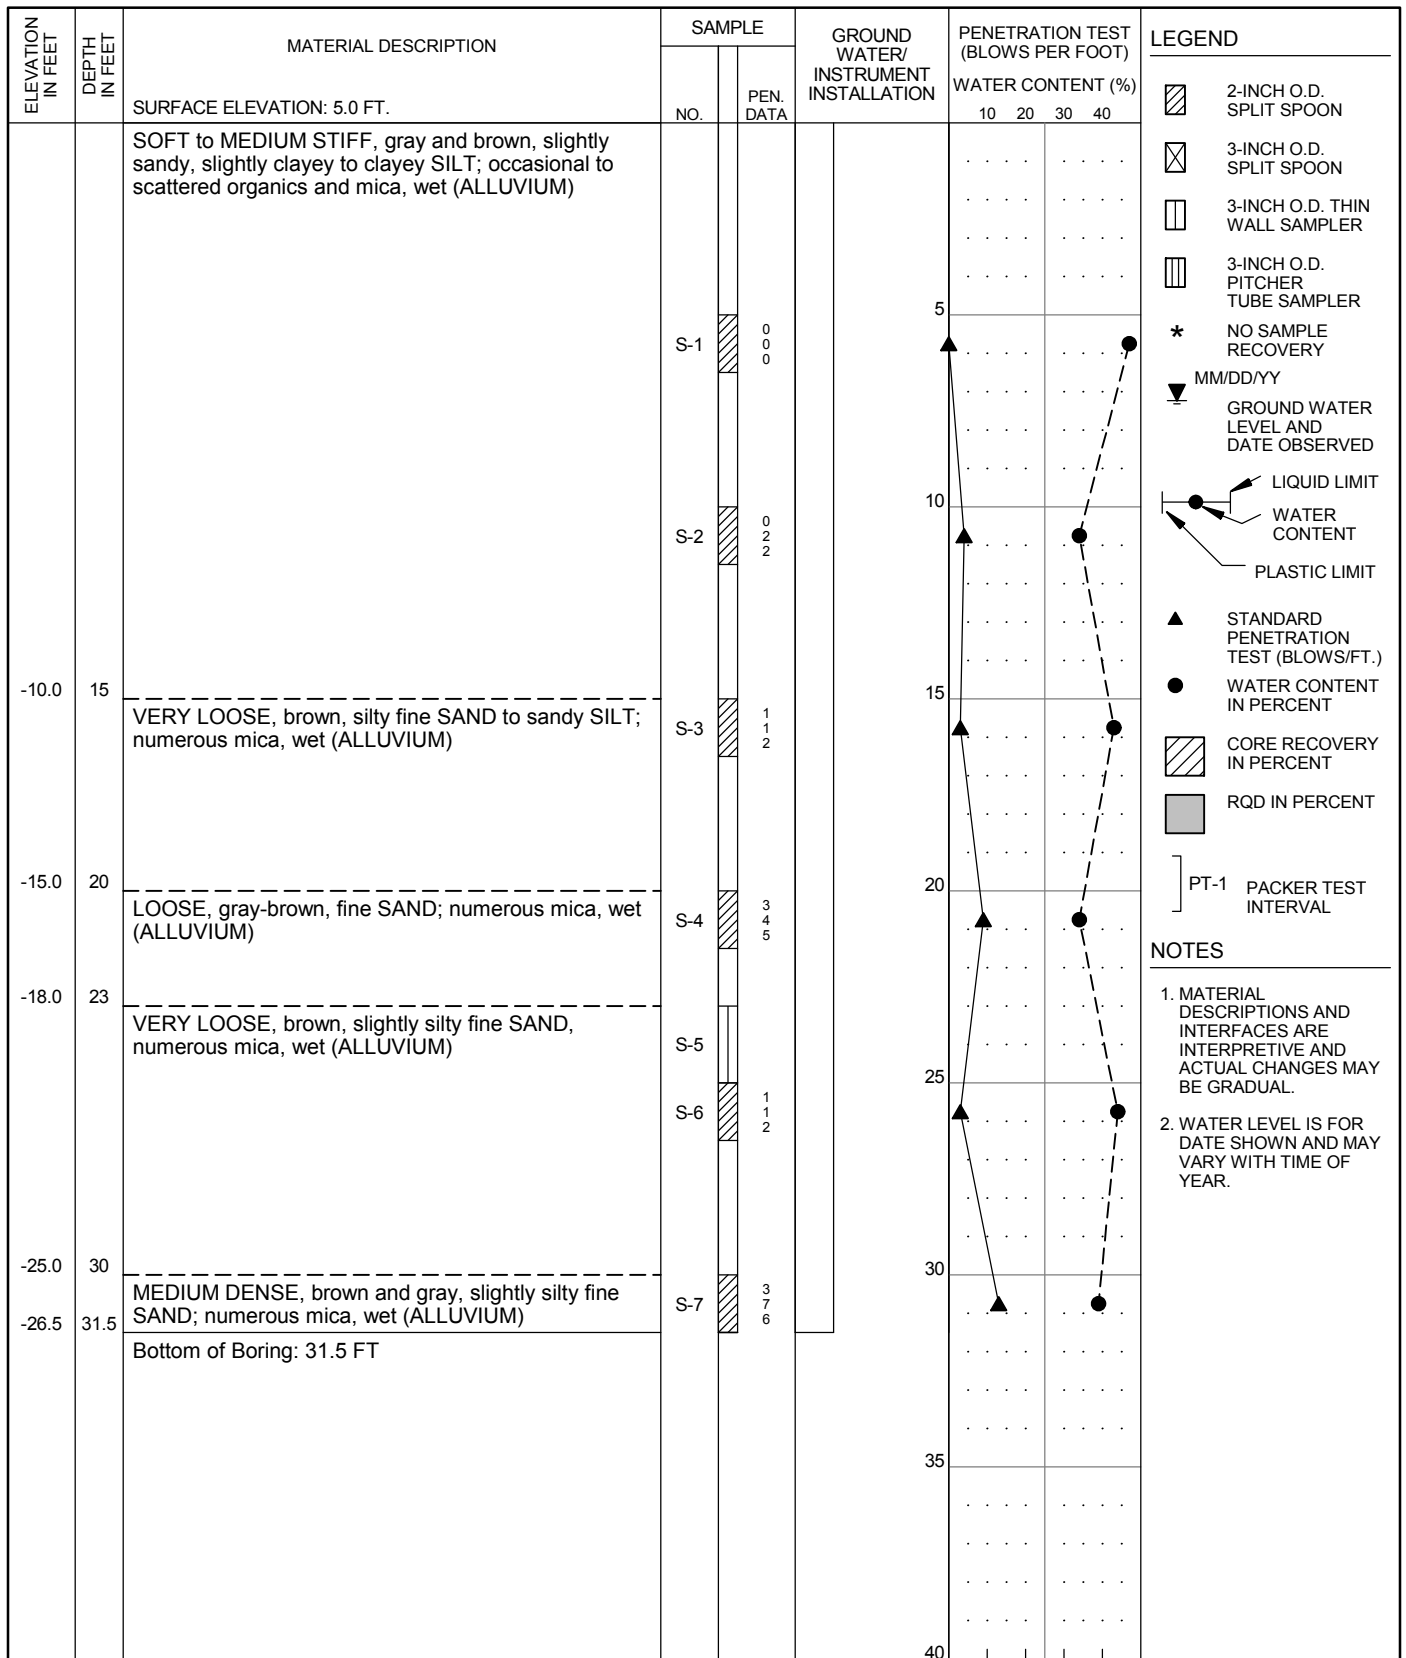 ELEVATION
IN FEET
DEPTH
IN FEET
MATERIAL DESCRIPTION
SURFACE ELEVATION: 5.0 FT.
SAMPLE
NO.
PEN.
DATA
GROUND
WATER/
INSTRUMENT
INSTALLATION
PENETRATION TEST
(BLOWS PER FOOT)
WATER CONTENT (%)
10 20 30 40
SOFT to MEDIUM STIFF, gray and brown, slightly
sandy, slightly clayey to clayey SILT; occasional to
scattered organics and mica, wet (ALLUVIUM)
5
S-1
0
0
0
10
S-2
0
2
2
-10.0 15
15
VERY LOOSE, brown, silty fine SAND to sandy SILT;
numerous mica, wet (ALLUVIUM)
S-3
1
1
2
-15.0 20
20
LOOSE, gray-brown, fine SAND; numerous mica, wet
(ALLUVIUM)
S-4
3
4
5
-18.0 23
VERY LOOSE, brown, slightly silty fine SAND,
numerous mica, wet (ALLUVIUM)
S-5
25
S-6
1
1
2
-25.0 30
30
MEDIUM DENSE, brown and gray, slightly silty fine
SAND; numerous mica, wet (ALLUVIUM)
S-7
3
7
6
-26.5 31.5
Bottom of Boring: 31.5 FT
35
40
LEGEND
2-INCH O.D.
SPLIT SPOON
3-INCH O.D.
SPLIT SPOON
3-INCH O.D. THIN
WALL SAMPLER
3-INCH O.D.
PITCHER
TUBE SAMPLER
* NO SAMPLE
RECOVERY
MM/DD/YY
GROUND WATER
LEVEL AND
DATE OBSERVED
LIQUID LIMIT
WATER
CONTENT
PLASTIC LIMIT
STANDARD
PENETRATION
TEST (BLOWS/FT.)
WATER CONTENT
IN PERCENT
CORE RECOVERY
IN PERCENT
RQD IN PERCENT
PT-1 PACKER TEST
INTERVAL
NOTES
1. MATERIAL
DESCRIPTIONS AND
INTERFACES ARE
INTERPRETIVE AND
ACTUAL CHANGES MAY
BE GRADUAL.
2. WATER LEVEL IS FOR
DATE SHOWN AND MAY
VARY WITH TIME OF
YEAR.